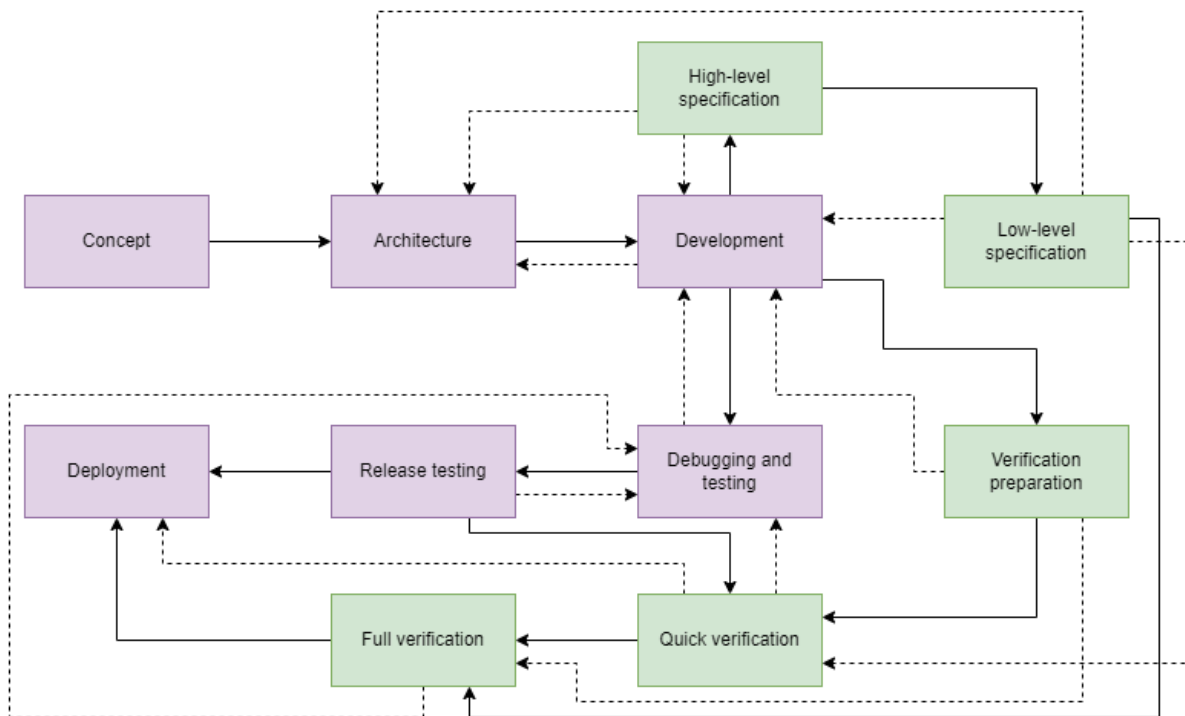 High-level
specification
Concept
Architecture
Development
Low-level
specification
Deployment
Release testing
Debugging and
testing
Verification
preparation
Full verification
Quick verification